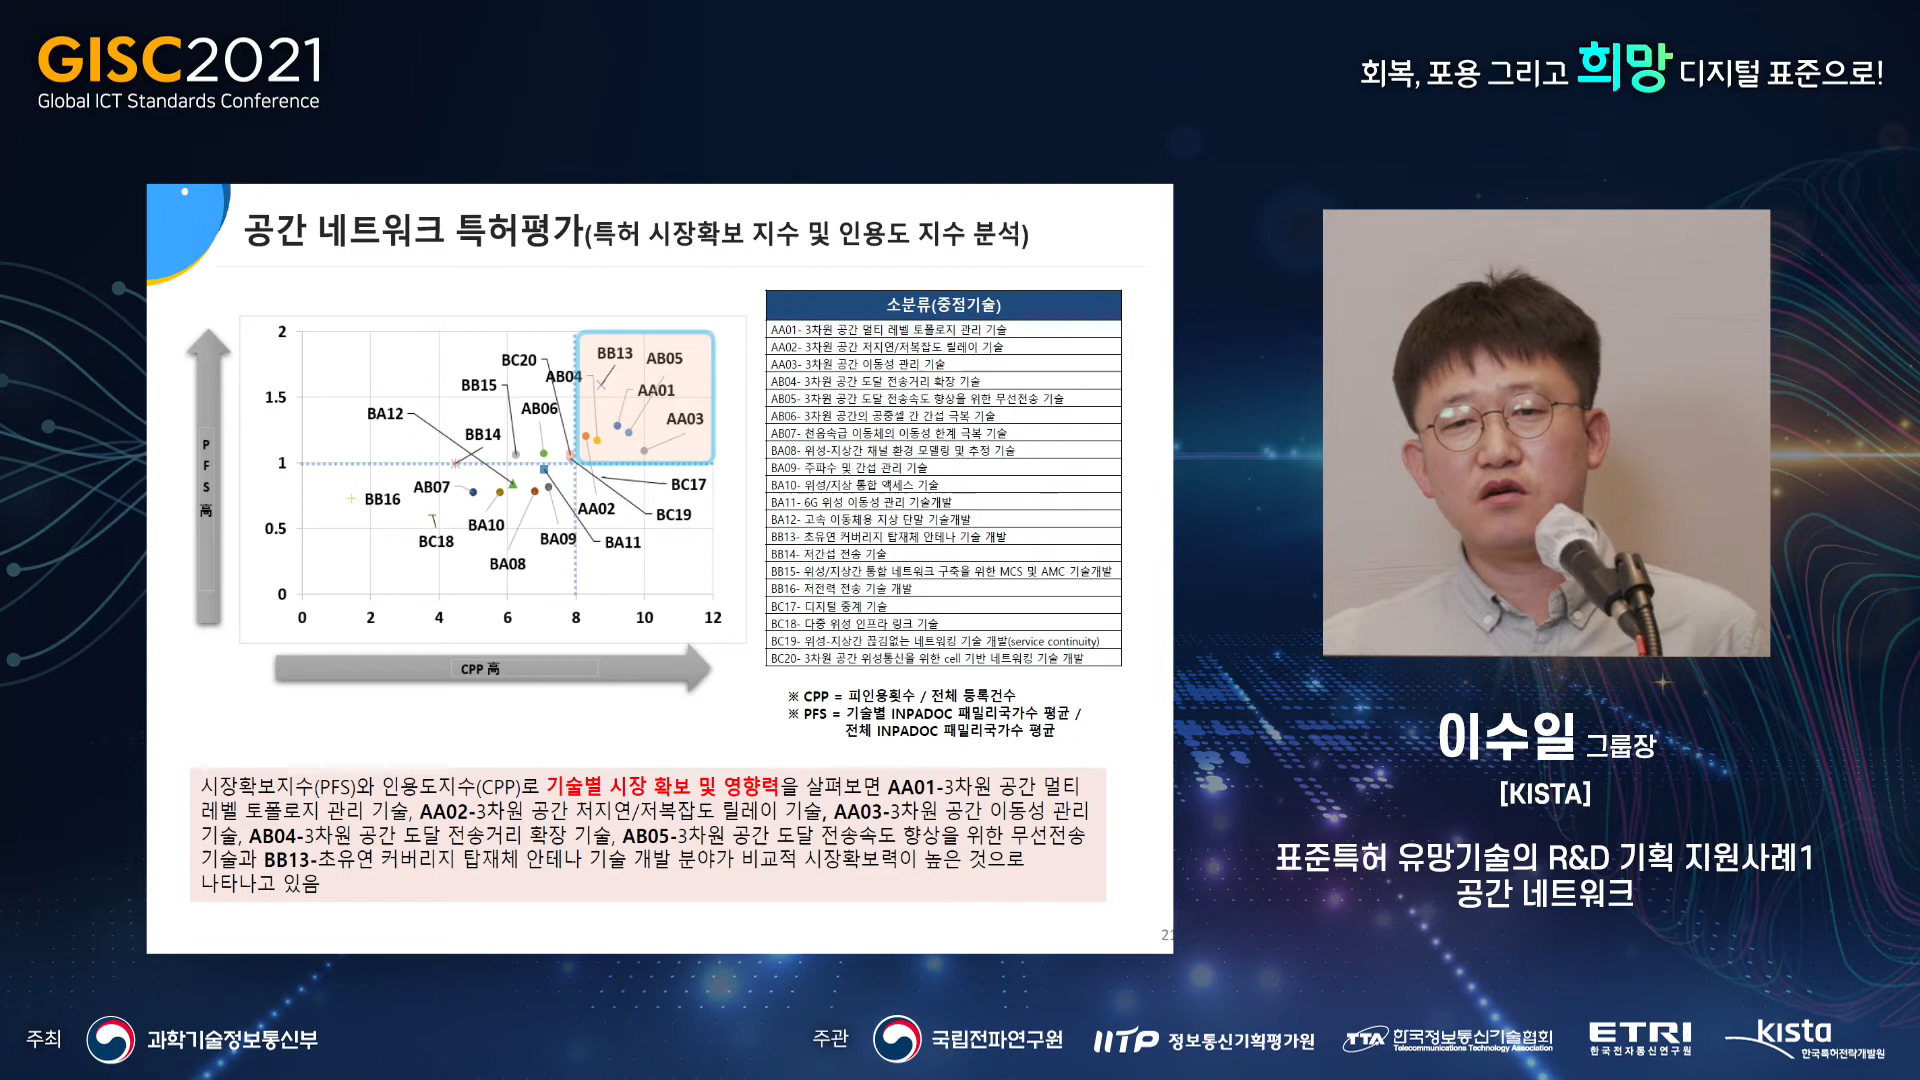 GISC2021
Global ICT Standards Conference
회복, 포용 그리고 희망 디지털 표준으로!
공간 네트워크 특허평가(특허 시장확보 지수 및 인용도 지수 분석)
PFS 高
2
1.5
1
0.5
0
0 2 4 6 8 10 12
BC20
BB13
AB05
BB15
AB04
AA01
AB06
BA12
AA03
BB14
AB07
BC17
BB16
AA02
BC19
BA10
BC18
BA09
BA11
BA08
CPP 高
소분류(중점기술)
AA01- 3차원 공간 멀티 레벨 토폴로지 관리 기술
AA02- 3차원 공간 저지연/저복잡도 릴레이 기술
AA03- 3차원 공간 이동성 관리 기술
AB04- 3차원 공간 도달 전송거리 확장 기술
AB05- 3차원 공간 도달 전송속도 향상을 위한 무선전송 기술
AB06- 3차원 공간의 공중셀 간 간섭 극복 기술
AB07- 천음속급 이동체의 이동성 한계 극복 기술
BA08- 위성-지상간 채널 환경 모델링 및 추정 기술
BA09- 주파수 및 간섭 관리 기술
BA10- 위성/지상 통합 액세스 기술
BA11- 6G 위성 이동성 관리 기술개발
BA12- 고속 이동체용 지상 단말 기술개발
BB13- 초유연 커버리지 탑재체 안테나 기술 개발
BB14- 저간섭 전송 기술
BB15- 위성/지상간 통합 네트워크 구축을 위한 MCS 및 AMC 기술개발
BB16- 저전력 전송 기술 개발
BC17- 디지털 중계 기술
BC18- 다중 위성 인프라 링크 기술
BC19- 위성-지상간 끊김없는 네트워킹 기술 개발(service continuity)
BC20- 3차원 공간 위성통신을 위한 cell 기반 네트워킹 기술 개발
※ CPP = 피인용횟수 / 전체 등록건수
※ PFS = 기술별 INPADOC 패밀리국가수 평균 /
전체 INPADOC 패밀리국가수 평균
시장확보지수(PFS)와 인용도지수(CPP)로 기술별 시장 확보 및 영향력을 살펴보면 AA01-3차원 공간 멀티
레벨 토폴로지 관리 기술, AA02-3차원 공간 저지연/저복잡도 릴레이 기술, AA03-3차원 공간 이동성 관리
기술, AB04-3차원 공간 도달 전송거리 확장 기술, AB05-3차원 공간 도달 전송속도 향상을 위한 무선전송
기술과 BB13-초유연 커버리지 탑재체 안테나 기술 개발 분야가 비교적 시장확보력이 높은 것으로
나타나고 있음
21
이수일 그룹장
[KISTA]
표준특허 유망기술의 R&D 기획 지원사례1
공간 네트워크
주최 과학기술정보통신부
주관 국립전파연구원 IITP 정보통신기획평가원 TTA 한국정보통신기술협회 Telecommunications Technology Association ETRI 한국전자통신연구원 kista 한국특허전략개발원